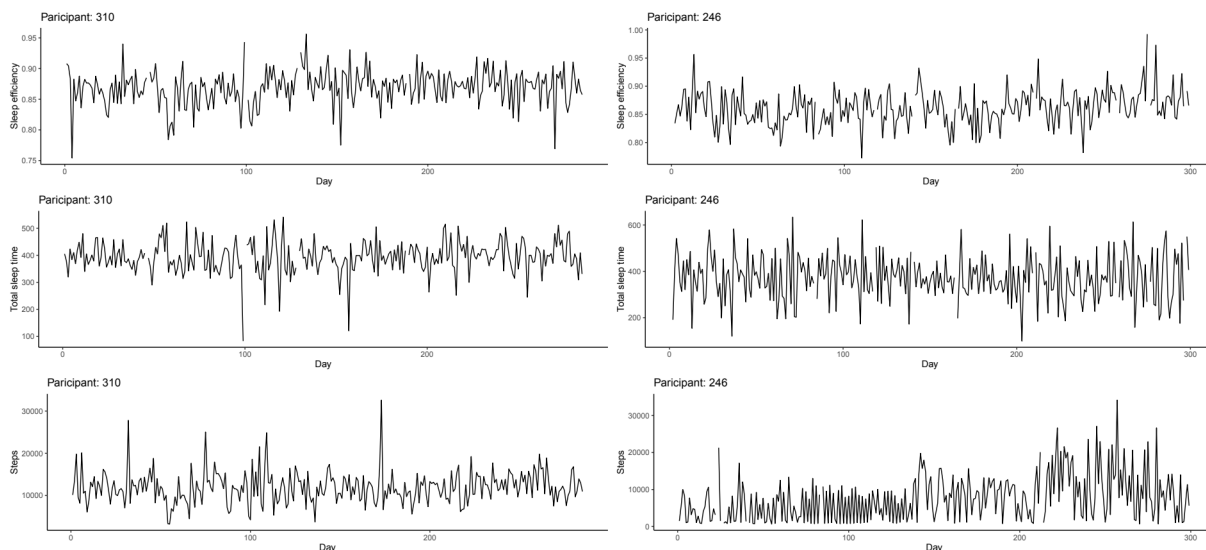 Paricipant: 310
0.95
0.90
0.85
0.80
0.75
Sleep efficiency
0
100
200
Day
Paricipant: 246
1.00
0.95
0.90
0.85
0.80
Sleep efficiency
0
100
200
300
Day
Paricipant: 310
500
400
300
200
100
Total sleep time
0
100
200
Day
Paricipant: 246
600
400
200
Total sleep time
0
100
200
300
Day
Paricipant: 310
30000
20000
10000
Steps
0
100
200
Day
Paricipant: 246
30000
20000
10000
0
Steps
0
100
200
300
Day